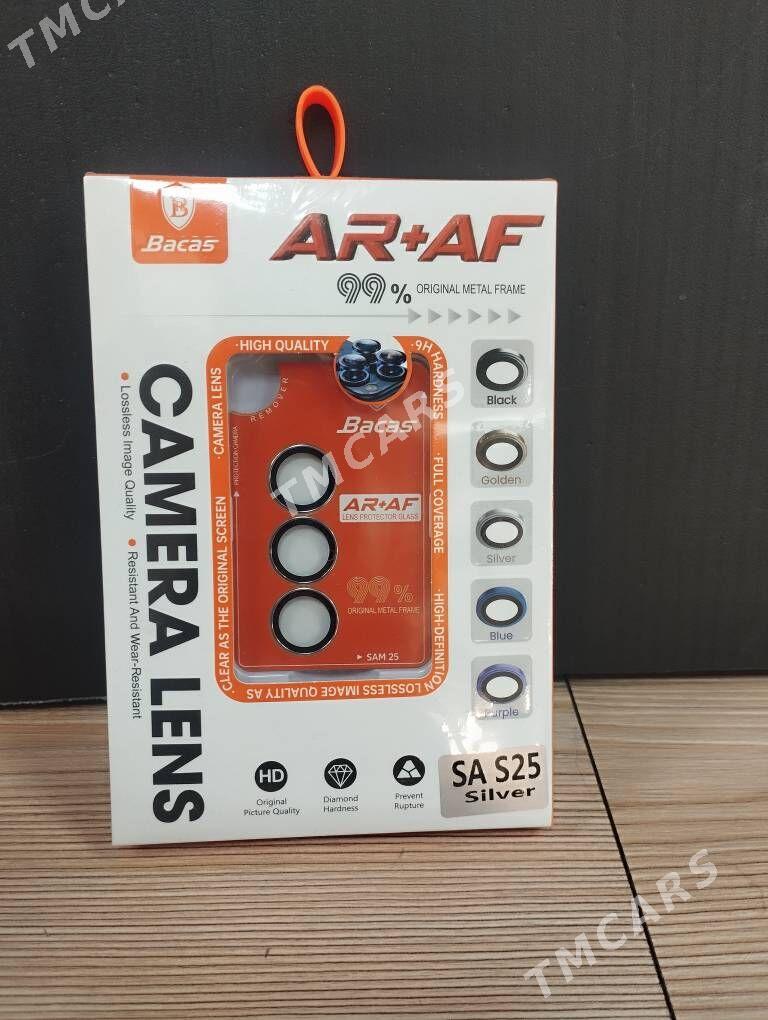 TMCARS
B
Bacas
AR+AF
99% ORIGINAL METAL FRAME
CAMERA LENS
• Lossless Image Quality • Resistant And Wear-Resistant
·HIGH QUALITY
·9H HARDNESS
·FULL COVERAGE
·HIGH-DEFINITION LOSSLESS IMAGE QUALITY AS
CLEAR AS THE ORIGINAL SCREEN
·CAMERA LENS
REMOVER
PROTECTION CAMERA
Bacas
AR+AF
LENS PROTECTOR GLASS
99%
ORIGINAL METAL FRAME
SAM 25
TMCARS
Black
Golden
Silver
Blue
Purple
HD
Original
Picture Quality
Diamond
Hardness
Prevent
Rupture
SA S25
Silver
TMCARS